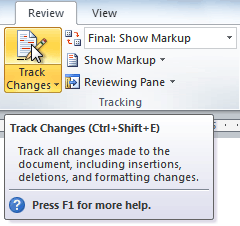 Review View
Track Changes
Final: Show Markup
Show Markup
Reviewing Pane
Tracking
Track Changes (Ctrl+Shift+E)
Track all changes made to the
document, including insertions,
deletions, and formatting changes.
Press F1 for more help.